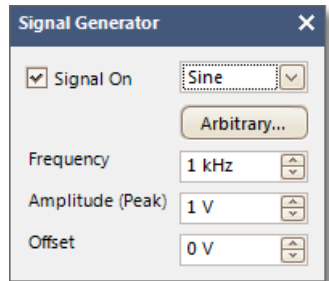 Signal Generator
Signal On Sine
Arbitrary...
Frequency 1 kHz
Amplitude (Peak) 1 V
Offset 0 V